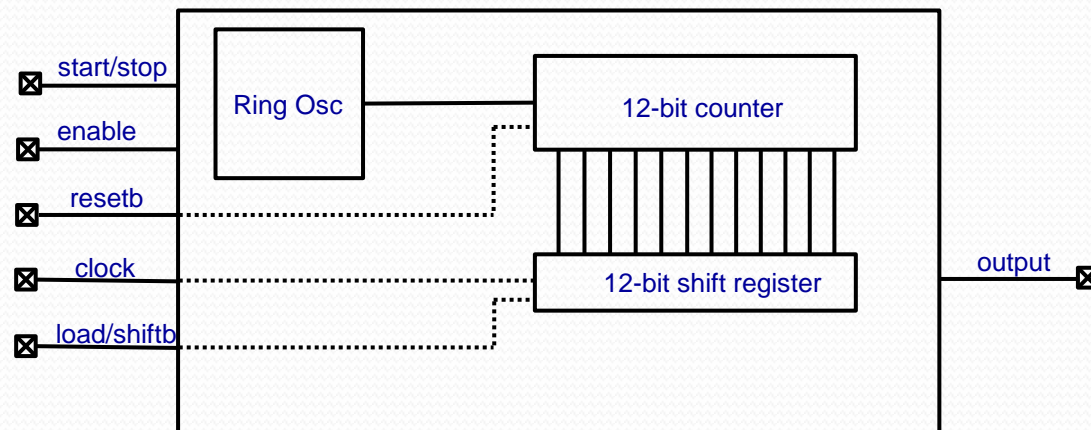 start/stop
Ring Osc
12-bit counter
enable
resetb
clock
12-bit shift register
output
load/shiftb